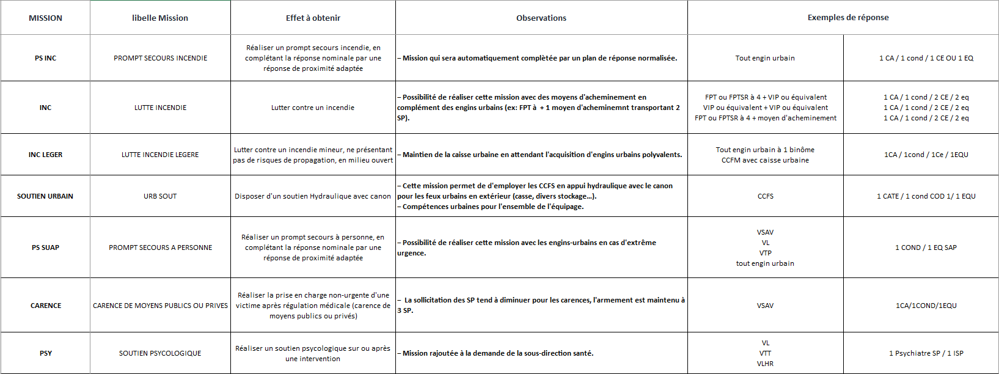 MISSION
libelle Mission
Effet à obtenir
Observations
Exemples de réponse
PS INC
PROMPT SECOURS INCENDIE
Réaliser un prompt secours incendie, en
complétant la réponse nominale par une
réponse de proximité adaptée
– Mission qui sera automatiquement complètée par un plan de réponse normalisée.
Tout engin urbain
1 CA / 1 cond / 1 CE OU 1 EQ
INC
LUTTE INCENDIE
Lutter contre un incendie
– Possibilité de réaliser cette mission avec des moyens d'acheminement en
complément des engins urbains (ex: FPT à  + 1 moyen d'acheminemnt transportant 2
SP).
FPT ou FPTSR à 4 + VIP ou équivalent
VIP ou équivalent + VIP ou équivalent
FPT ou FPTSR à 4 + moyen d'acheminement
1 CA / 1 cond / 2 CE / 2 eq
1 CA / 1 cond / 2 CE / 2 eq
1 CA / 1 cond / 2 CE / 2 eq
INC LEGER
LUTTE INCENDIE LEGERE
Lutter contre un incendie mineur, ne présentant
pas de risques de propagation, en milieu ouvert
– Maintien de la caisse urbaine en attendant l'acquisition d'engins urbains polyvalents.
Tout engin urbain à 1 binôme
CCFM avec caisse urbaine
1CA / 1cond / 1Ce / 1EQU
SOUTIEN URBAIN
URB SOUT
Disposer d'un soutien Hydraulique avec canon
– Cette mission permet de d'employer les CCFS en appui hydraulique avec le canon
pour les feux urbains en extérieur (casse, divers stockage…).
– Compétences urbaines pour l'ensemble de l'équipage.
CCFS
1 CATE / 1 cond COD 1/ 1 EQU
PS SUAP
PROMPT SECOURS A PERSONNE
Réaliser un prompt secours à personne, en
complétant la réponse nominale par une
réponse de proximité adaptée
– Possibilité de réaliser cette mission avec les engins-urbains en cas d'extrême
urgence.
VSAV
VL
VTP
tout engin urbain
1 COND / 1 EQ SAP
CARENCE
CARENCE DE MOYENS PUBLICS OU PRIVES
Réaliser la prise en charge non-urgente d'une
victime après régulation médicale (carence de
moyens publics ou privés)
–  La sollicitation des SP tend à diminuer pour les carences, l'armement est maintenu à
3 SP.
VSAV
1CA/1COND/1EQU
PSY
SOUTIEN PSYCOLOGIQUE
Réaliser un soutien psycologique sur ou après
une intervention
– Mission rajoutée à la demande de la sous-direction santé.
VL
VTT
VLHR
1 Psychiatre SP / 1 ISP